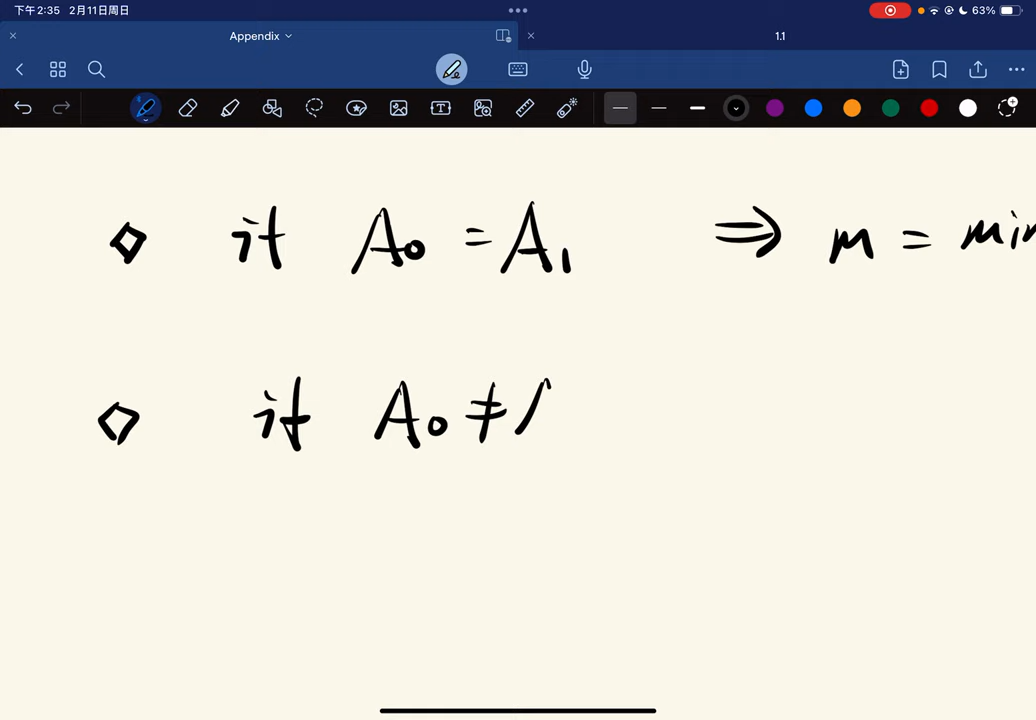 下午2:35 2月11日周日
63%
Appendix
1.1
◇ if A₀ = A₁ ⇒ m = min
◇ if A₀ ≠